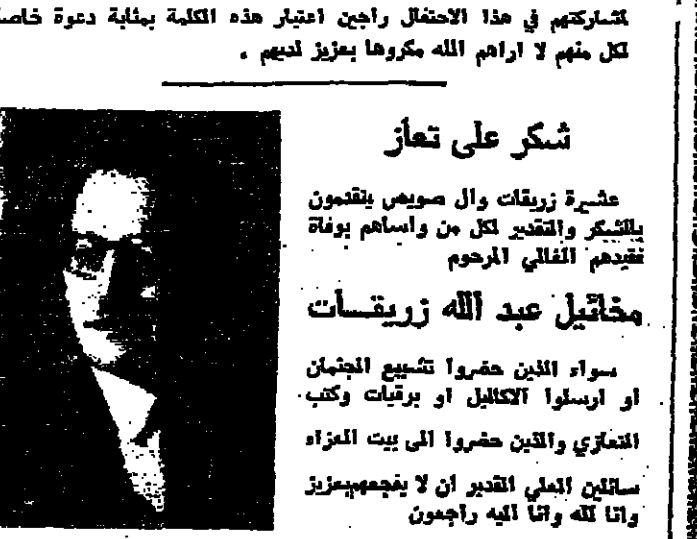 لمشاركتهم في هذا الاحتفال راجين اعتبار هذه الكلمة بمثابة دعوة خاصة
لكل منهم لا اراهم الله مكروها بعزيز لديهم .
شكر على تعاز
عشيرة زريقات وال صويص يتقدمون
بالشكر والتقدير لكل من واساهم بوفاة
فقيدهم الغالي المرحوم
مخائيل عبد الله زريقــات
سواء الذين حضروا تشييع الجثمان
او ارسلوا الاكاليل او برقيات وكتب
التعازي والذين حضروا الى بيت العزاء
سائلين العلي القدير ان لا يفجعهم بعزيز
وانا لله وانا اليه راجعون